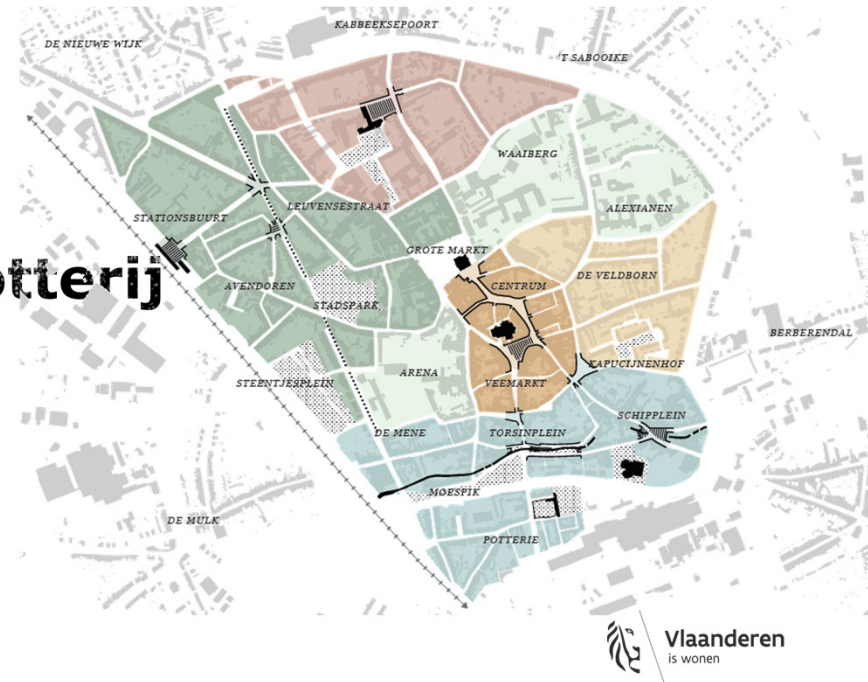 KABBEEKSEPOORT
DE NIEUWE WIJK
'T SABOOIKE
WAAIBERG
LEUVENSESTRAAT
ALEXIANEN
STATIONSBUURT
GROTE MARKT
otterij
AVENDOREN
CENTRUM
DE VELDBORN
STADSPARK
BERBERENDAL
KAPUCIJNENHOF
ARENA
STEENTJESPLEIN
VEEMARKT
SCHIPPLEIN
DE MENE
TORSINPLEIN
MOESPIK
DE MULK
POTTERIE
Vlaanderen
is wonen